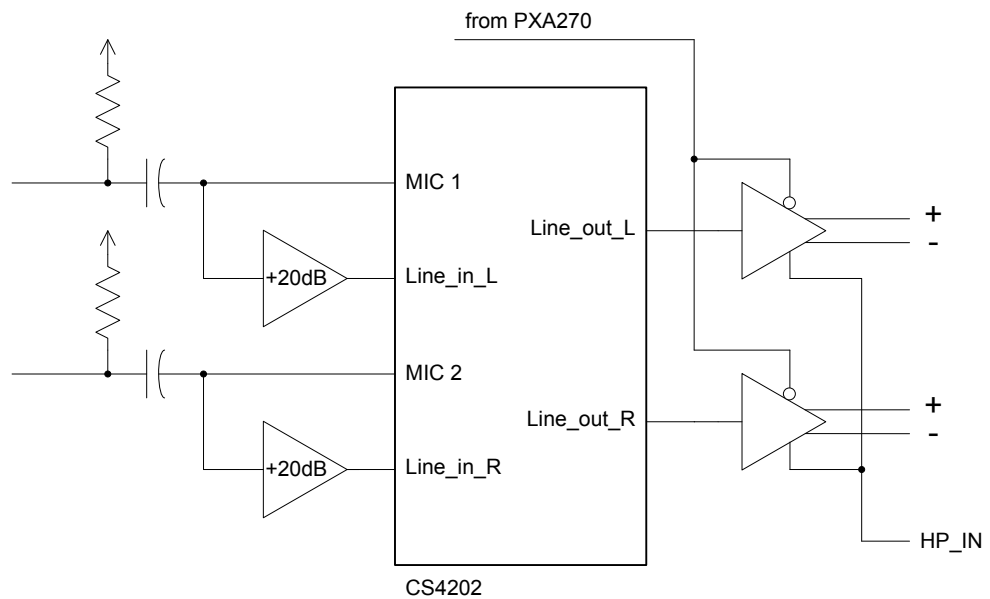 from PXA270
MIC 1
Line_out_L
+
-
+20dB
Line_in_L
MIC 2
Line_out_R
+
-
+20dB
Line_in_R
HP_IN
CS4202